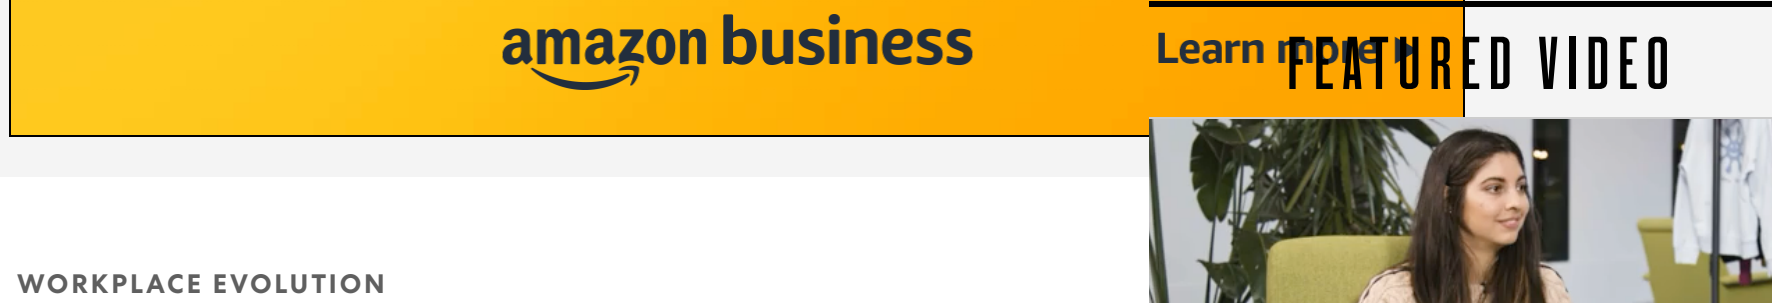 amazon business
Learn more
FEATURED VIDEO
WORKPLACE EVOLUTION